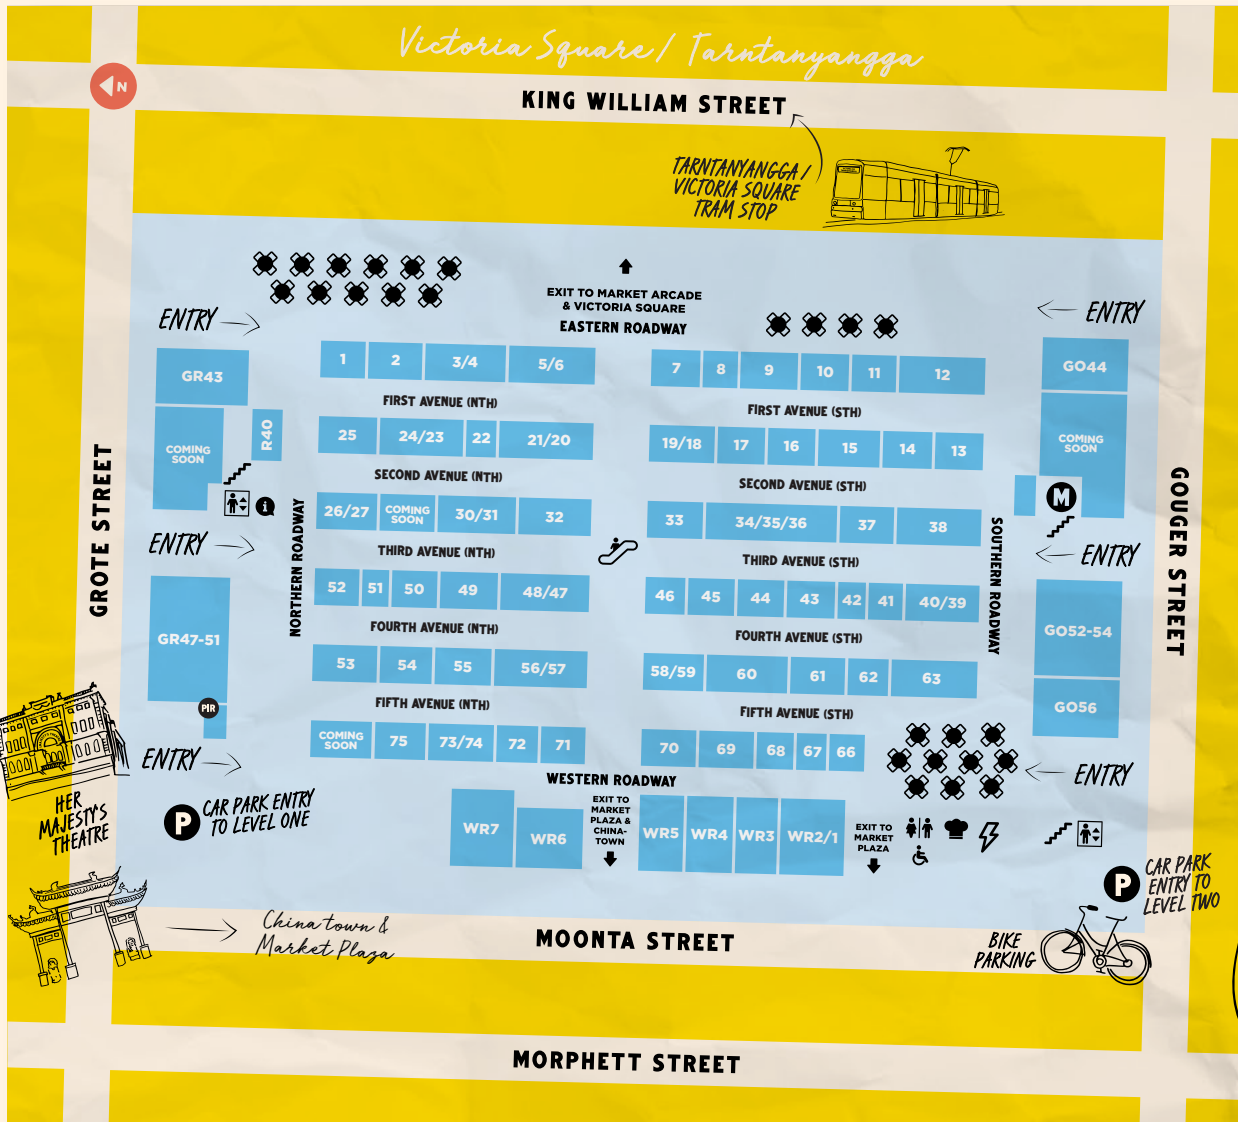 Victoria Square / Tarntanyangga
N
KING WILLIAM STREET
TARNTANYANGGA /
VICTORIA SQUARE
TRAM STOP
EXIT TO MARKET ARCADE
& VICTORIA SQUARE
EASTERN ROADWAY
ENTRY
ENTRY
GR43
1 2 3/4 5/6
7 8 9 10 11 12
GO44
FIRST AVENUE (NTH)
FIRST AVENUE (STH)
COMING
SOON
R40
25 24/23 22 21/20
19/18 17 16 15 14 13
COMING
SOON
SECOND AVENUE (NTH)
SECOND AVENUE (STH)
i
M
26/27
COMING
SOON
30/31 32
33 34/35/36 37 38
GROTE STREET
NORTHERN ROADWAY
SOUTHERN ROADWAY
GOUGER STREET
ENTRY
ENTRY
THIRD AVENUE (NTH)
THIRD AVENUE (STH)
GR47-51
52 51 50 49 48/47
46 45 44 43 42 41 40/39
GO52-54
FOURTH AVENUE (NTH)
FOURTH AVENUE (STH)
53 54 55 56/57
58/59 60 61 62 63
GO56
PIR
FIFTH AVENUE (NTH)
FIFTH AVENUE (STH)
COMING
SOON
75 73/74 72 71
70 69 68 67 66
ENTRY
ENTRY
WESTERN ROADWAY
HER
MAJESTY'S
THEATRE
P
CAR PARK ENTRY
TO LEVEL ONE
WR7 WR6
EXIT TO
MARKET
PLAZA &
CHINA-
TOWN
WR5 WR4 WR3 WR2/1
EXIT TO
MARKET
PLAZA
P
CAR PARK
ENTRY TO
LEVEL TWO
Chinatown &
Market Plaza
MOONTA STREET
BIKE
PARKING
MORPHETT STREET